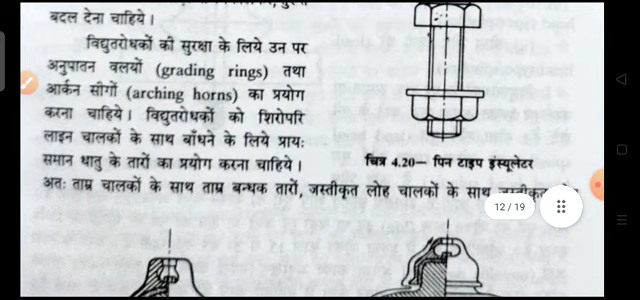 बदल देना चाहिये।
विद्युतरोधकों की सुरक्षा के लिये उन पर
अनुपातन वलयों (grading rings) तथा
आर्कन सींगों (arching horns) का प्रयोग
करना चाहिये। विद्युतरोधकों को शिरोपरि
लाइन चालकों के साथ बाँधने के लिये प्रायः
समान धातु के तारों का प्रयोग करना चाहिये।
चित्र 4.20— पिन टाइप इंस्यूलेटर
अतः ताम्र चालकों के साथ ताम्र बन्धक तारों, जस्तीकृत लोह चालकों के साथ
12 / 19